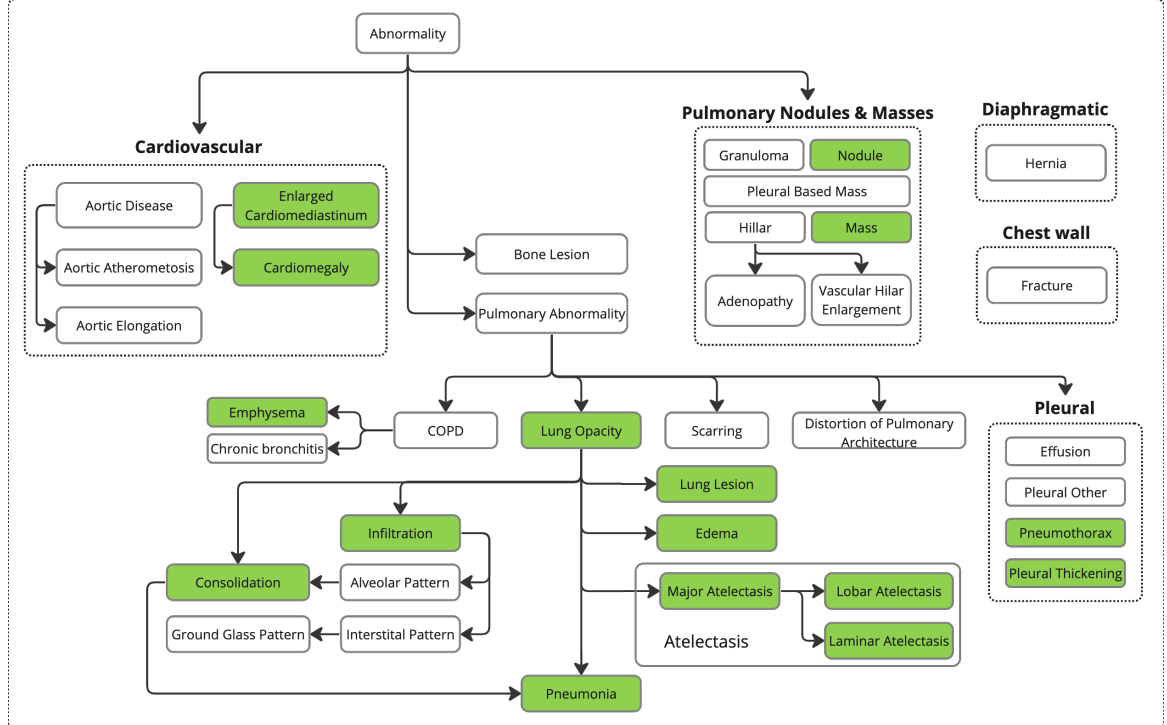 Abnormality
Cardiovascular
Aortic Disease
Enlarged
Cardiomediastinum
Aortic Atherometosis
Cardiomegaly
Aortic Elongation
Bone Lesion
Pulmonary Abnormality
Pulmonary Nodules & Masses
Granuloma
Nodule
Pleural Based Mass
Hillar
Mass
Adenopathy
Vascular Hilar
Enlargement
Diaphragmatic
Hernia
Chest wall
Fracture
Emphysema
Chronic bronchitis
COPD
Lung Opacity
Scarring
Distortion of Pulmonary
Architecture
Pleural
Effusion
Pleural Other
Pneumothorax
Pleural Thickening
Lung Lesion
Infiltration
Edema
Consolidation
Alveolar Pattern
Ground Glass Pattern
Interstital Pattern
Major Atelectasis
Lobar Atelectasis
Atelectasis
Laminar Atelectasis
Pneumonia